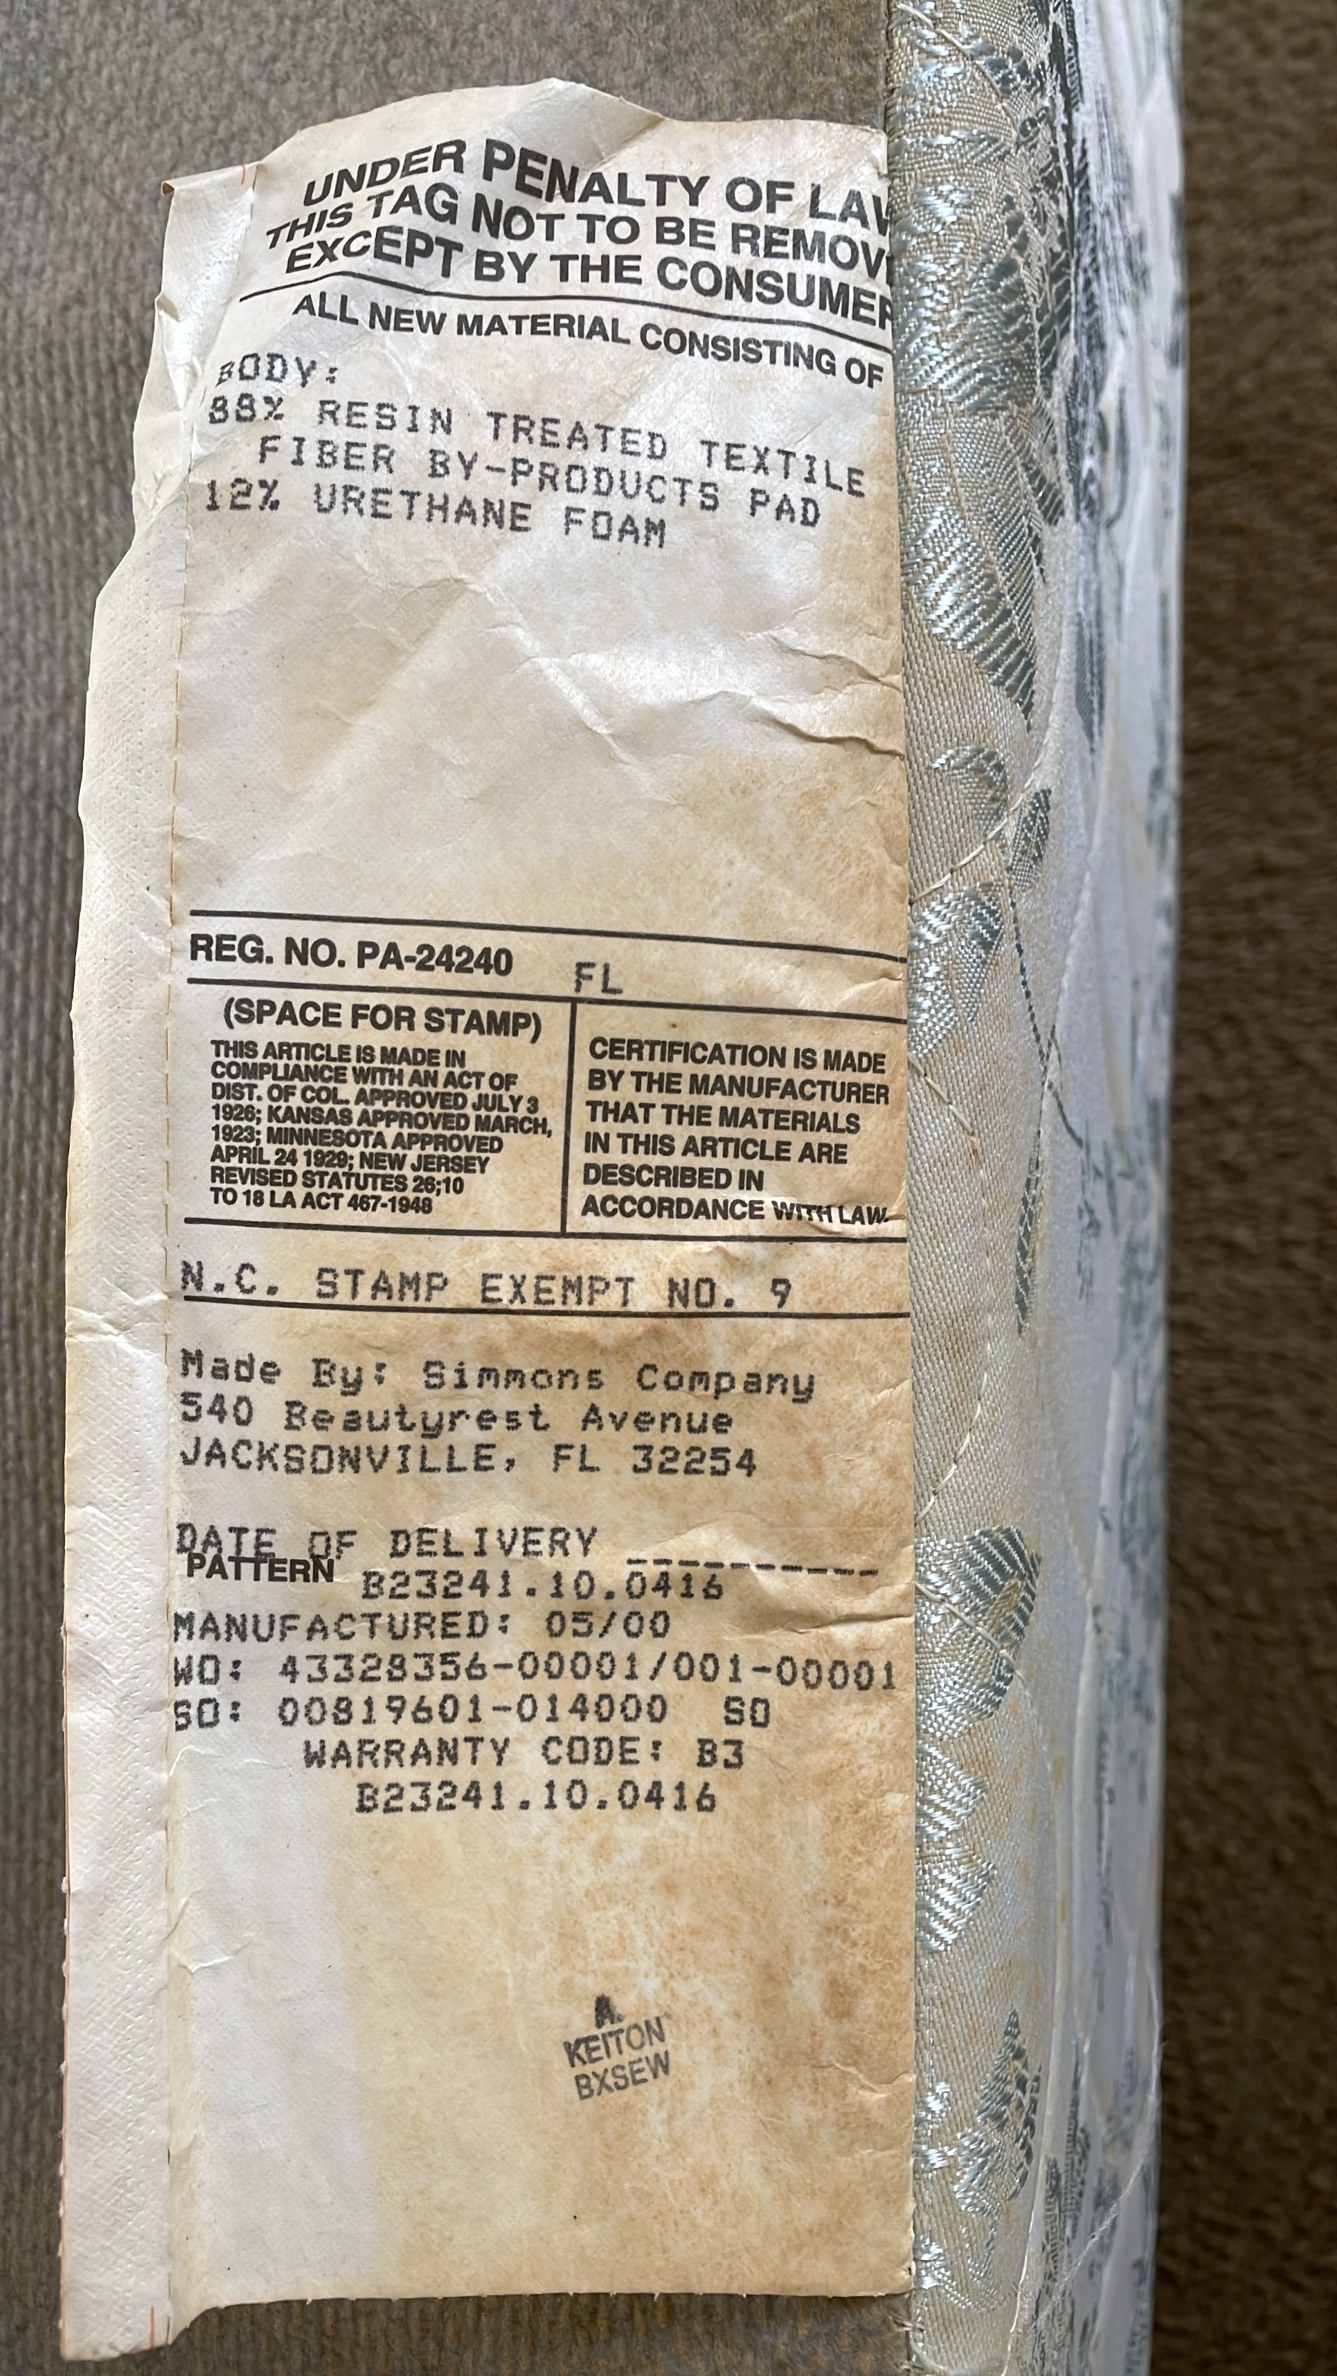 UNDER PENALTY OF LAW
THIS TAG NOT TO BE REMOV
EXCEPT BY THE CONSUMER
ALL NEW MATERIAL CONSISTING OF
BODY:
88% RESIN TREATED TEXTILE
FIBER BY-PRODUCTS PAD
12% URETHANE FOAM
REG. NO. PA-24240 FL
(SPACE FOR STAMP)
THIS ARTICLE IS MADE IN
COMPLIANCE WITH AN ACT OF
DIST. OF COL. APPROVED JULY 3
1926; KANSAS APPROVED MARCH,
1923; MINNESOTA APPROVED
APRIL 24 1929; NEW JERSEY
REVISED STATUTES 26;10
TO 18 LA ACT 467-1948
CERTIFICATION IS MADE
BY THE MANUFACTURER
THAT THE MATERIALS
IN THIS ARTICLE ARE
DESCRIBED IN
ACCORDANCE WITH LAW.
N.C. STAMP EXEMPT NO. 9
Made By: Simmons Company
540 Beautyrest Avenue
JACKSONVILLE, FL 32254
DATE OF DELIVERY __________
PATTERN B23241.10.0416
MANUFACTURED: 05/00
WO: 43328356-00001/001-00001
SO: 00819601-014000 SO
WARRANTY CODE: B3
B23241.10.0416
A.
KEITON
BXSEW